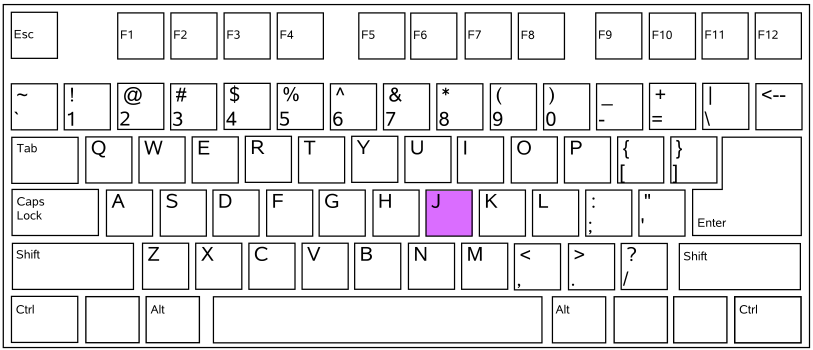 Esc F1 F2 F3 F4 F5 F6 F7 F8 F9 F10 F11 F12
~ ! @ # $ % ^ & * ( ) _ + | <--
` 1 2 3 4 5 6 7 8 9 0 - = \
Tab Q W E R T Y U I O P { }
[ ]
Caps A S D F G H J K L : "
Lock ; '
Enter
Shift Z X C V B N M < > ? Shift
, . /
Ctrl Alt Alt Ctrl